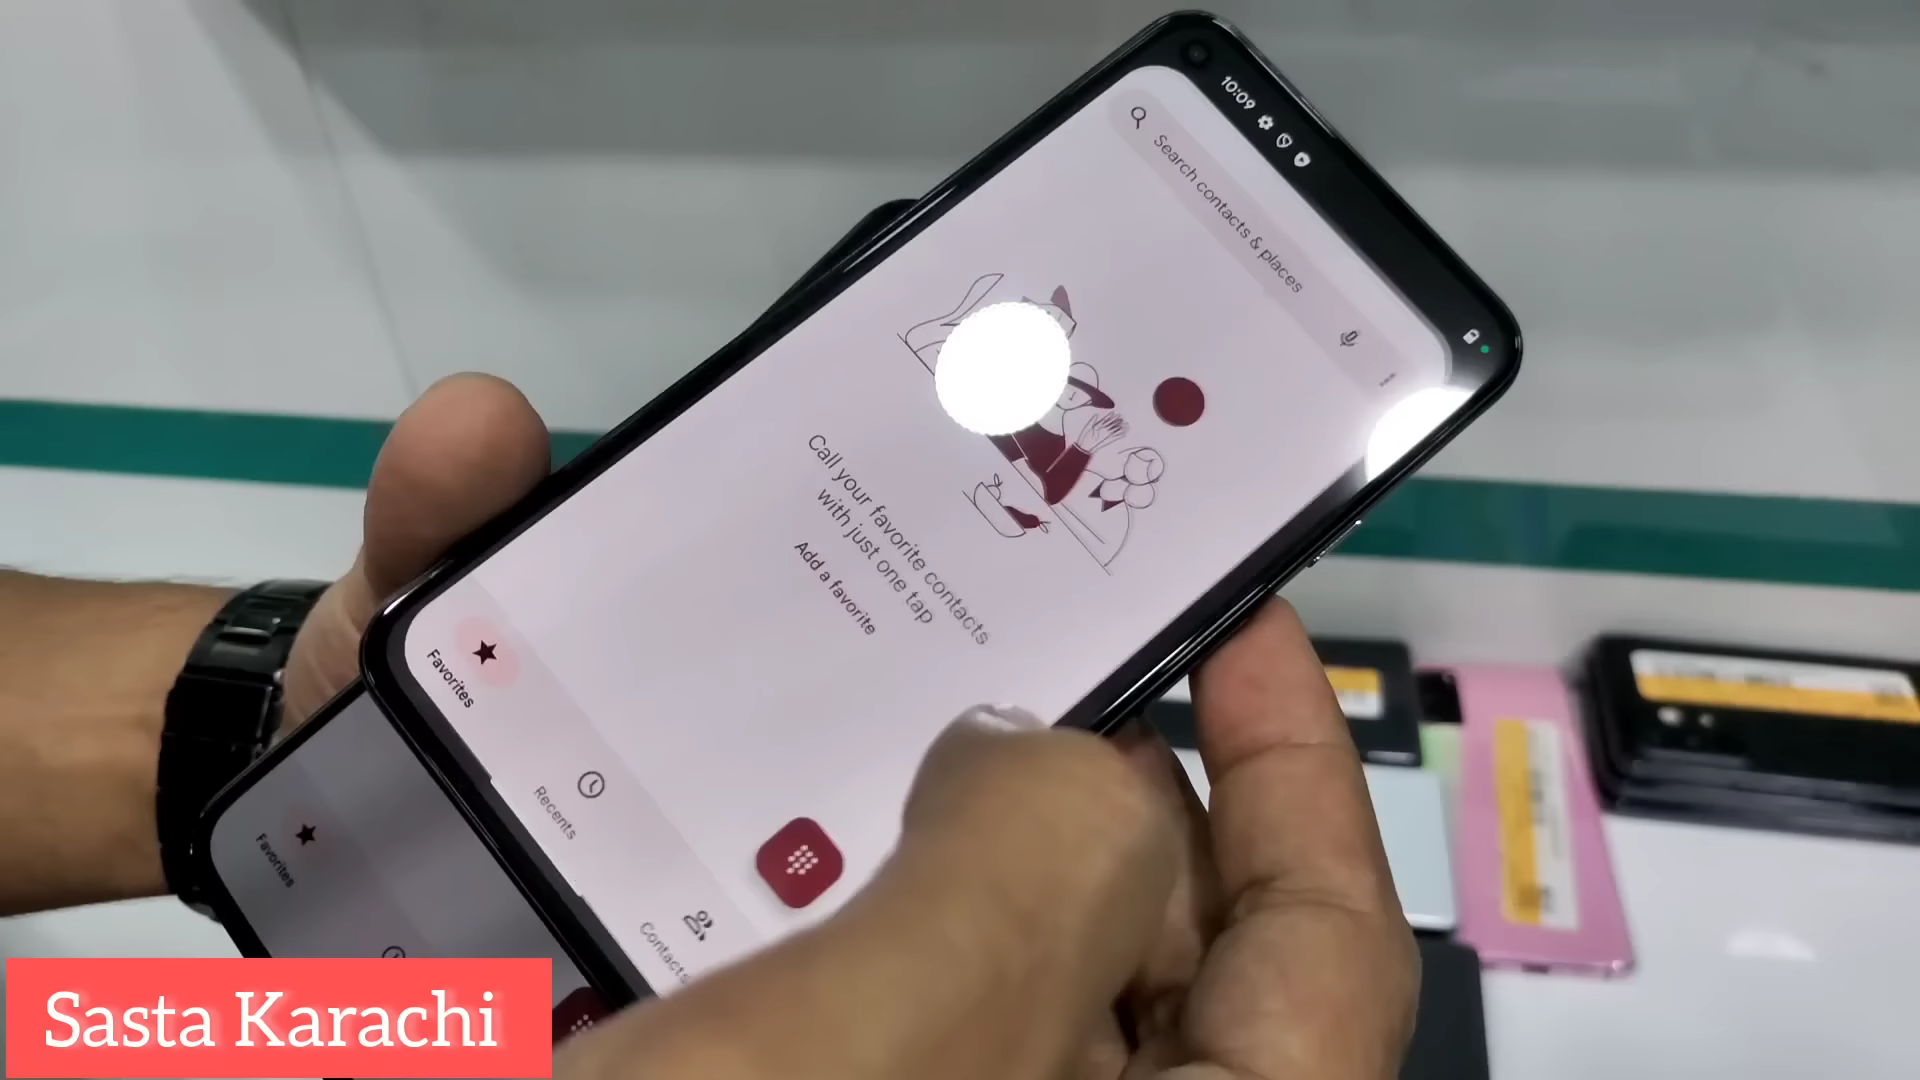 10:09
Search contacts & places
Call your favorite contacts
with just one tap
Add a favorite
Favorites
Recents
Contacts
Favorites
Sasta Karachi